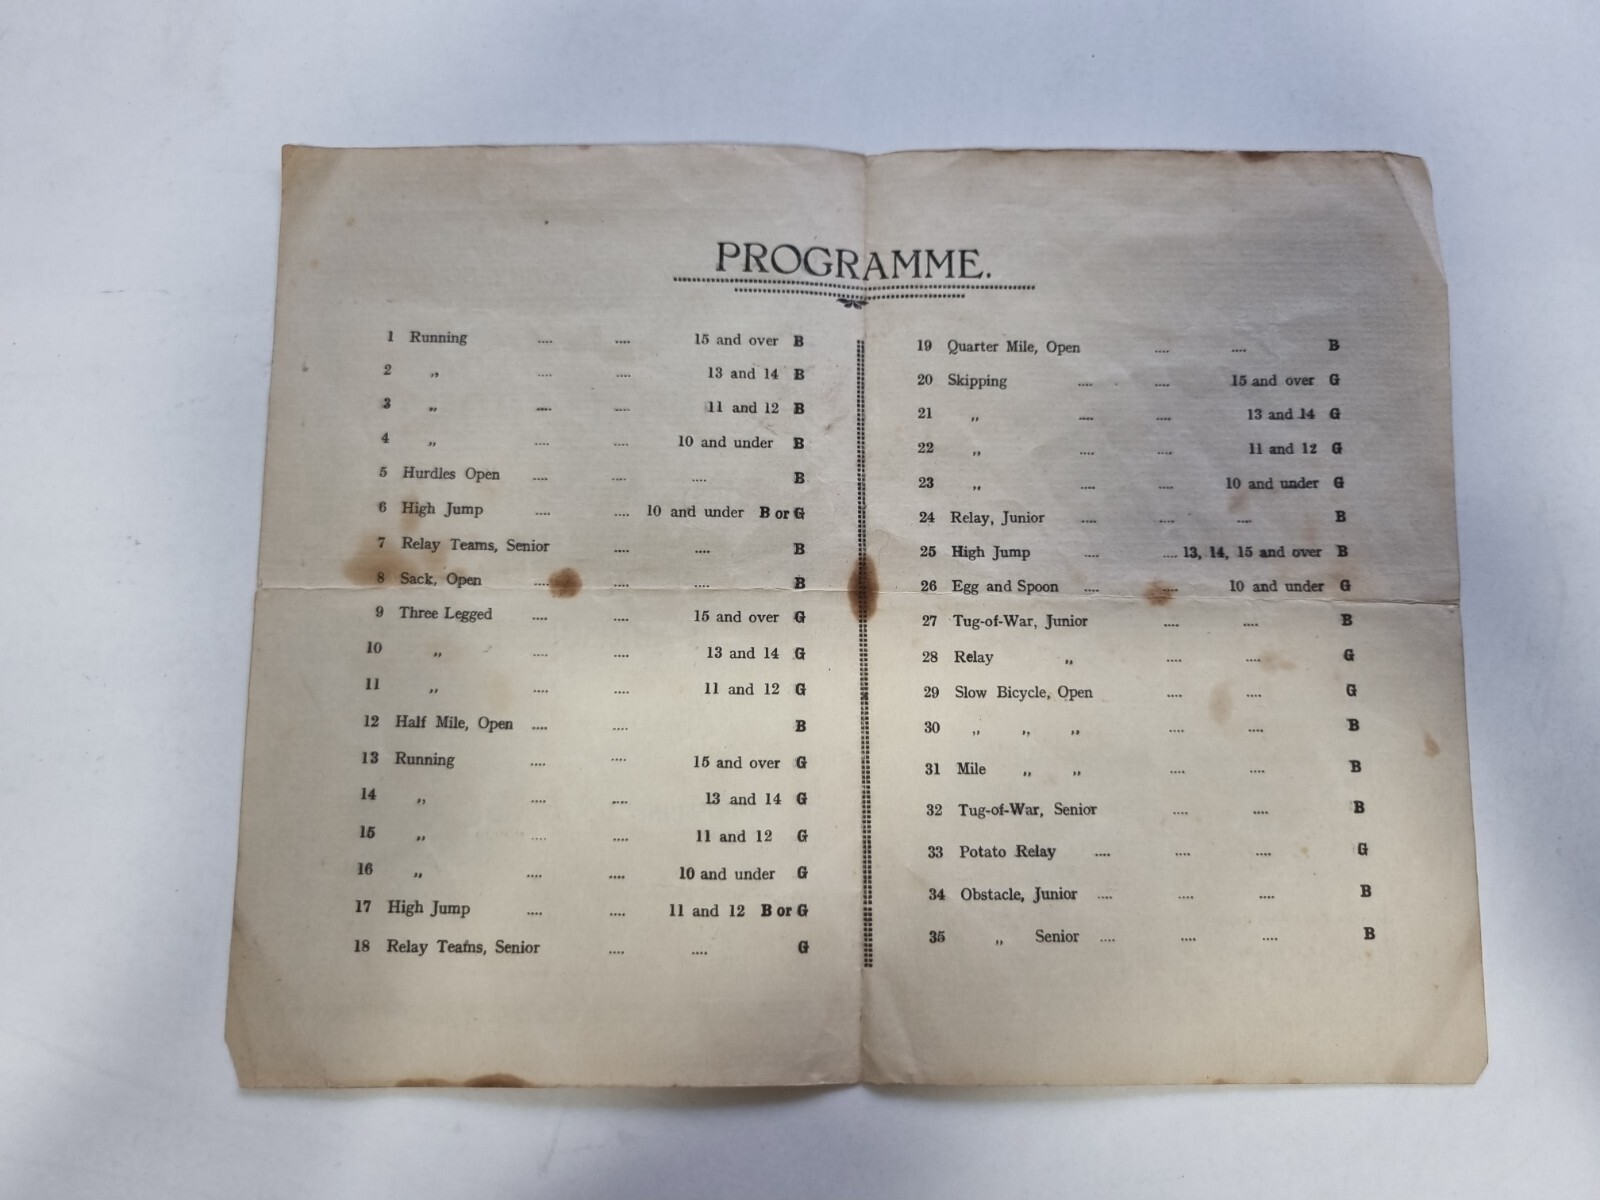 PROGRAMME.
1 Running .... .... 15 and over B
2 „ .... .... 13 and 14 B
3 „ .... .... 11 and 12 B
4 „ .... .... 10 and under B
5 Hurdles Open .... .... B
6 High Jump .... .... 10 and under B or G
7 Relay Teams, Senior .... .... B
8 Sack, Open .... .... .... B
9 Three Legged .... .... 15 and over G
10 „ .... .... 13 and 14 G
11 „ .... .... 11 and 12 G
12 Half Mile, Open .... .... B
13 Running .... .... 15 and over G
14 „ .... .... 13 and 14 G
15 „ .... .... 11 and 12 G
16 „ .... .... 10 and under G
17 High Jump .... .... 11 and 12 B or G
18 Relay Teams, Senior .... .... G
19 Quarter Mile, Open .... .... B
20 Skipping .... .... 15 and over G
21 „ .... .... 13 and 14 G
22 „ .... .... 11 and 12 G
23 „ .... .... 10 and under G
24 Relay, Junior .... .... .... B
25 High Jump .... .... 13, 14, 15 and over B
26 Egg and Spoon .... .... 10 and under G
27 Tug-of-War, Junior .... .... B
28 Relay „ .... .... G
29 Slow Bicycle, Open .... .... G
30 „ „ „ .... .... B
31 Mile „ „ .... .... B
32 Tug-of-War, Senior .... .... B
33 Potato Relay .... .... .... G
34 Obstacle, Junior .... .... .... B
35 „ Senior .... .... .... B